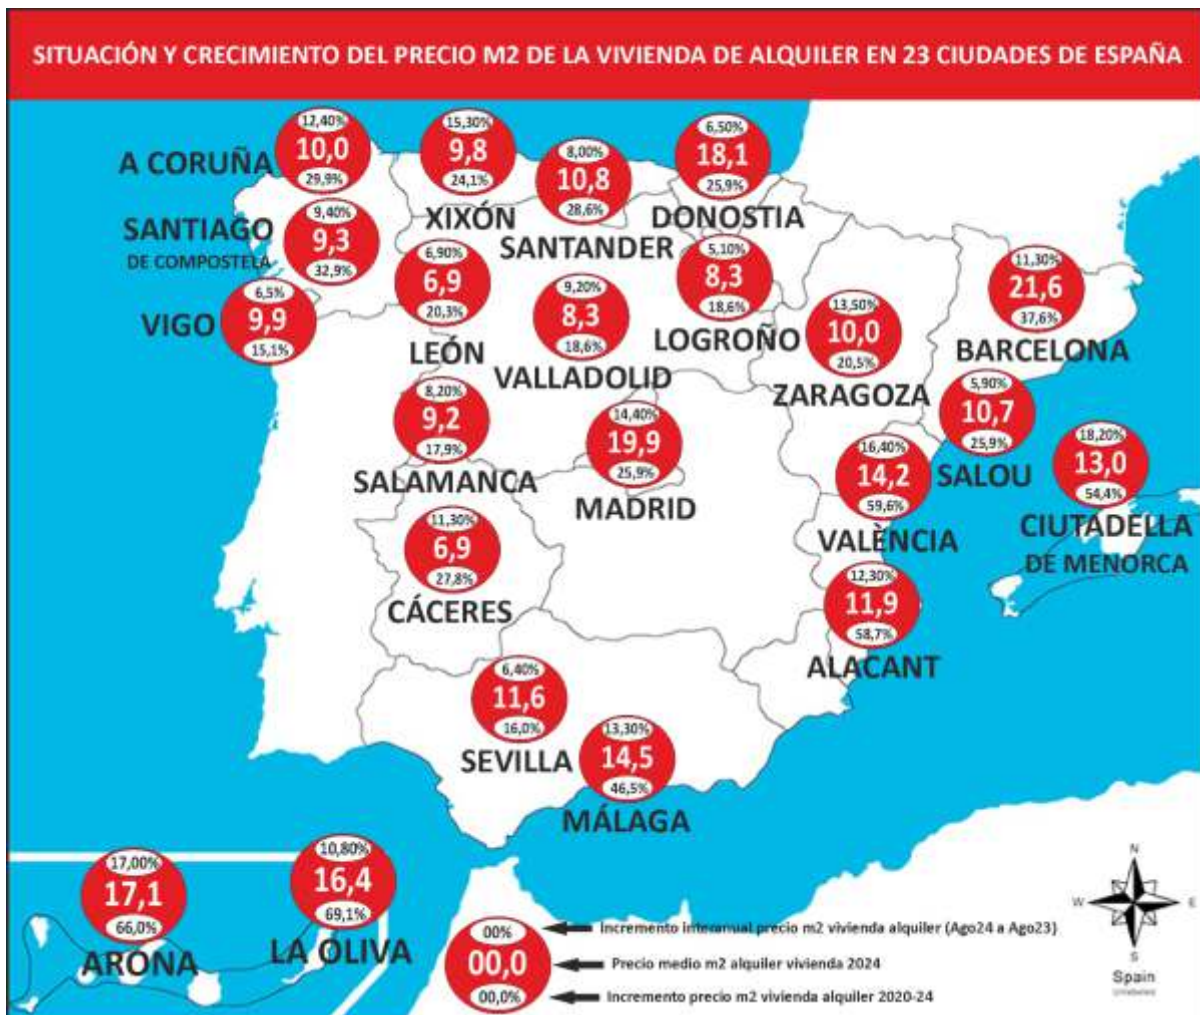 SITUACIÓN Y CRECIMIENTO DEL PRECIO M2 DE LA VIVIENDA DE ALQUILER EN 23 CIUDADES DE ESPAÑA
12,40%
10,0
29,9%
A CORUÑA
15,30%
9,8
24,1%
XIXÓN
8,00%
10,8
28,6%
SANTANDER
6,50%
18,1
25,9%
DONOSTIA
9,40%
9,3
32,9%
SANTIAGO
DE COMPOSTELA
6,5%
9,9
15,1%
VIGO
6,90%
6,9
20,3%
LEÓN
9,20%
8,3
18,6%
VALLADOLID
5,10%
8,3
18,6%
LOGROÑO
13,50%
10,0
20,5%
ZARAGOZA
11,30%
21,6
37,6%
BARCELONA
5,90%
10,7
25,9%
SALOU
8,20%
9,2
17,9%
SALAMANCA
14,40%
19,9
25,9%
MADRID
16,40%
14,2
59,6%
VALÈNCIA
18,20%
13,0
54,4%
CIUTADELLA
DE MENORCA
11,30%
6,9
27,8%
CÁCERES
12,30%
11,9
58,7%
ALACANT
6,40%
11,6
16,0%
SEVILLA
13,30%
14,5
46,5%
MÁLAGA
17,00%
17,1
66,0%
ARONA
10,80%
16,4
69,1%
LA OLIVA
00%
Incremento interanual precio m2 vivienda alquiler (Ago24 a Ago23)
00,0
Precio medio m2 alquiler vivienda 2024
00,0%
Incremento precio m2 vivienda alquiler 2020-24
N
W
E
S
Spain